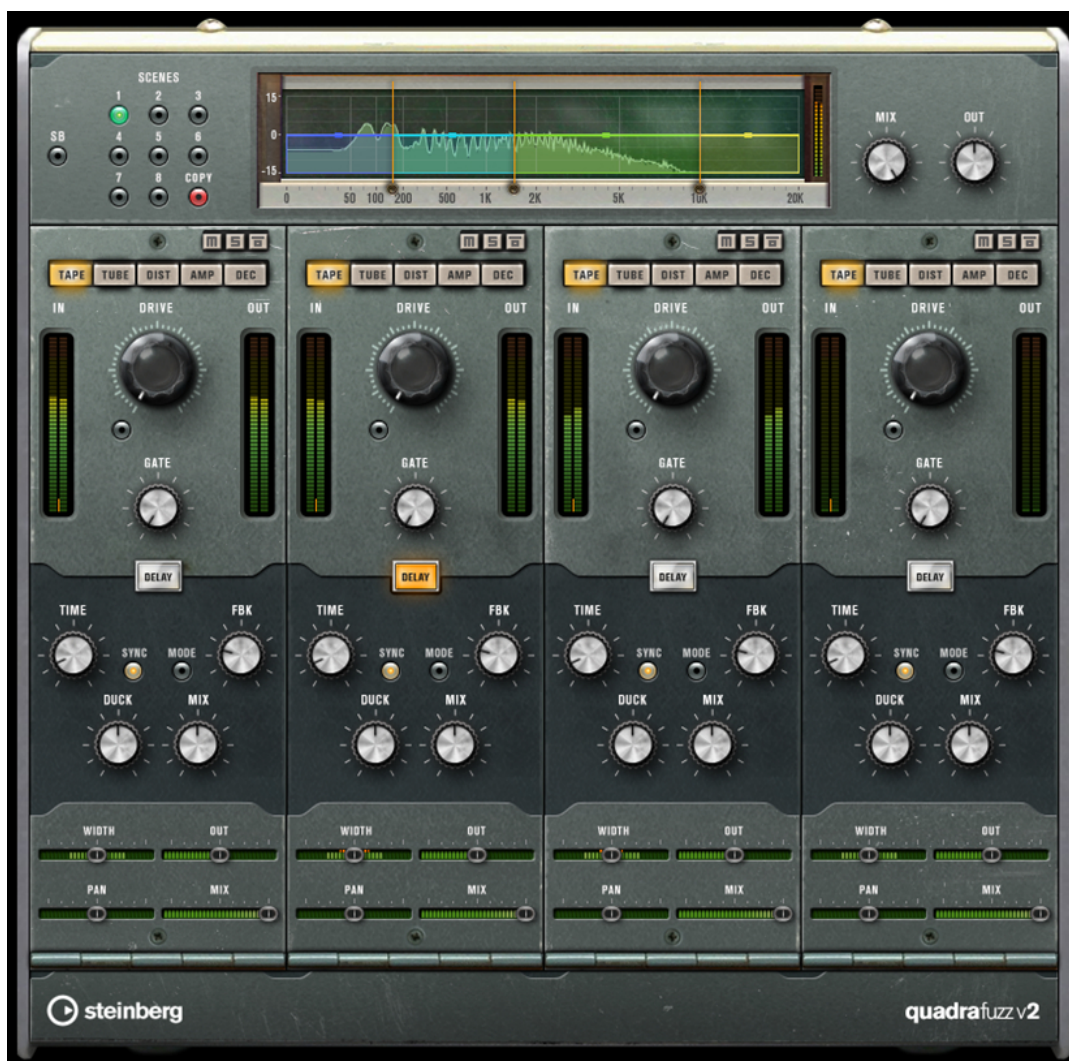 SCENES
1 2 3
SB
4 5 6
7 8 COPY
15
0
-15
0 50 100 200 500 1K 2K 5K 10K 20K
MIX OUT
M S
M S
M S
M S
TAPE TUBE DIST AMP DEC
TAPE TUBE DIST AMP DEC
TAPE TUBE DIST AMP DEC
TAPE TUBE DIST AMP DEC
IN DRIVE OUT
IN DRIVE OUT
IN DRIVE OUT
IN DRIVE OUT
GATE
GATE
GATE
GATE
DELAY
DELAY
DELAY
DELAY
TIME FBK
TIME FBK
TIME FBK
TIME FBK
SYNC MODE
SYNC MODE
SYNC MODE
SYNC MODE
DUCK MIX
DUCK MIX
DUCK MIX
DUCK MIX
WIDTH OUT
WIDTH OUT
WIDTH OUT
WIDTH OUT
PAN MIX
PAN MIX
PAN MIX
PAN MIX
steinberg
quadrafuzz v2